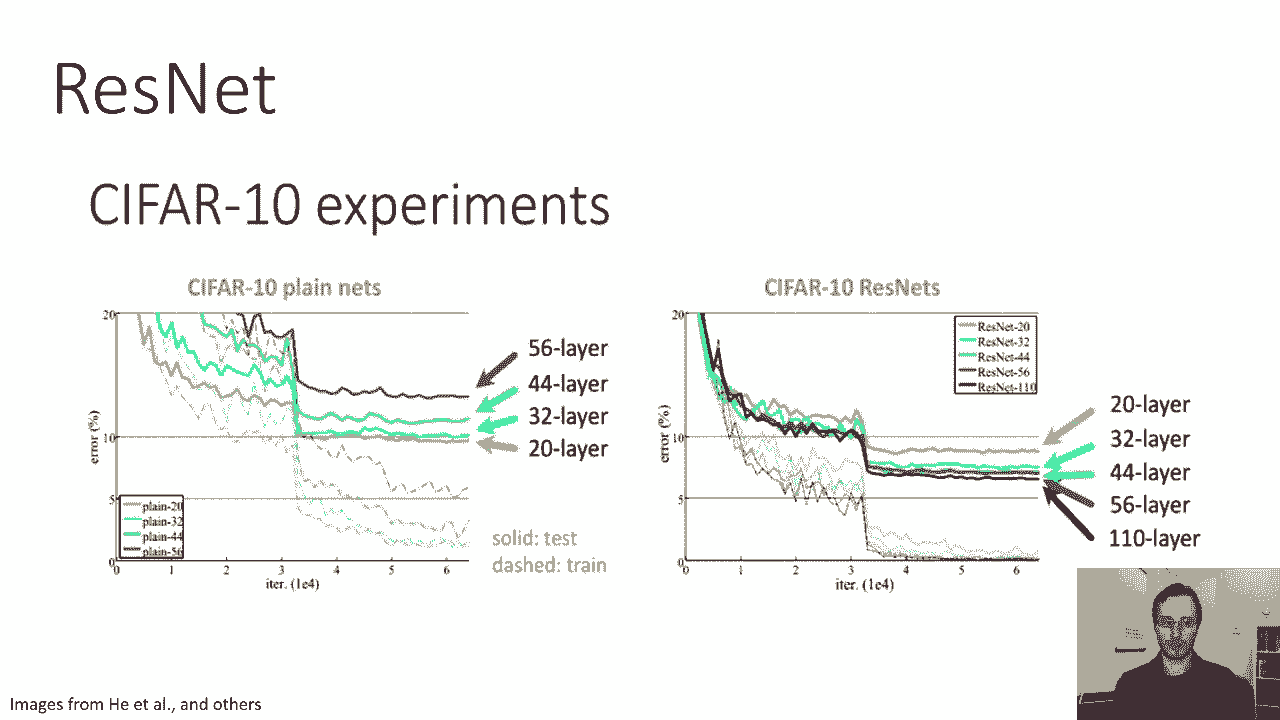 ResNet
CIFAR-10 experiments
CIFAR-10 plain nets
20
10
5
0
error (%)
0 1 2 3 4 5 6
iter. (1e4)
plain-20
plain-32
plain-44
plain-56
56-layer
44-layer
32-layer
20-layer
solid: test
dashed: train
CIFAR-10 ResNets
20
10
5
0
error (%)
0 1 2 3 4 5 6
iter. (1e4)
ResNet-20
ResNet-32
ResNet-44
ResNet-56
ResNet-110
20-layer
32-layer
44-layer
56-layer
110-layer
Images from He et al., and others